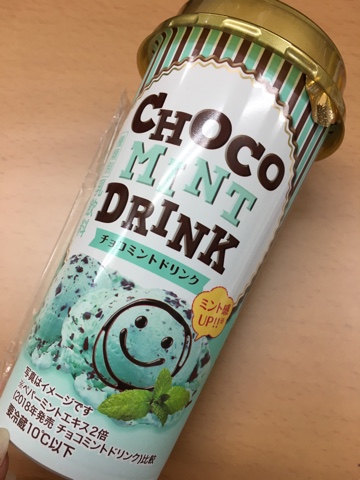 CHOCO
MINT
DRINK
チョコミントドリンク
ミント感
UP!!※
写真はイメージです
※ペパーミントエキス2倍
(2018年発売 チョコミントドリンク)比較
要冷蔵10℃以下